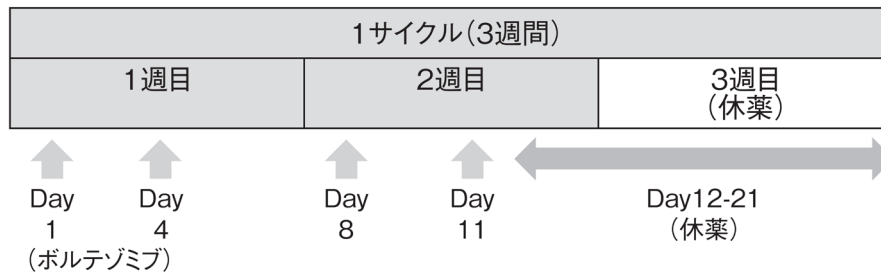 1サイクル(3週間)
1週目
2週目
3週目
(休薬)
Day
1
(ボルテゾミブ)
Day
4
Day
8
Day
11
Day12-21
(休薬)